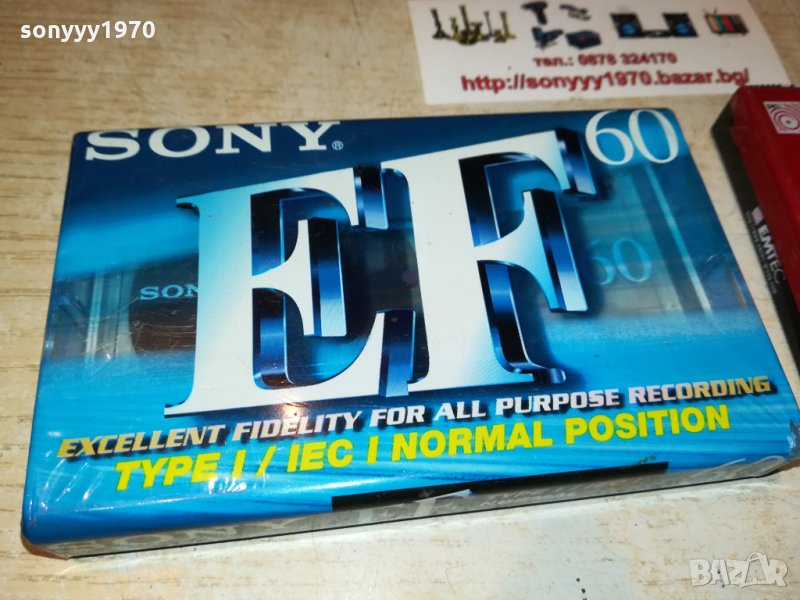 sonyyy1970
тел.: 0878 324170
http://sonyyy1970.bazar.bg/
SONY®
EF
60
SON
60
EMTEC
EXCELLENT FIDELITY FOR ALL PURPOSE RECORDING
TYPE I / IEC I NORMAL POSITION
BAZAR